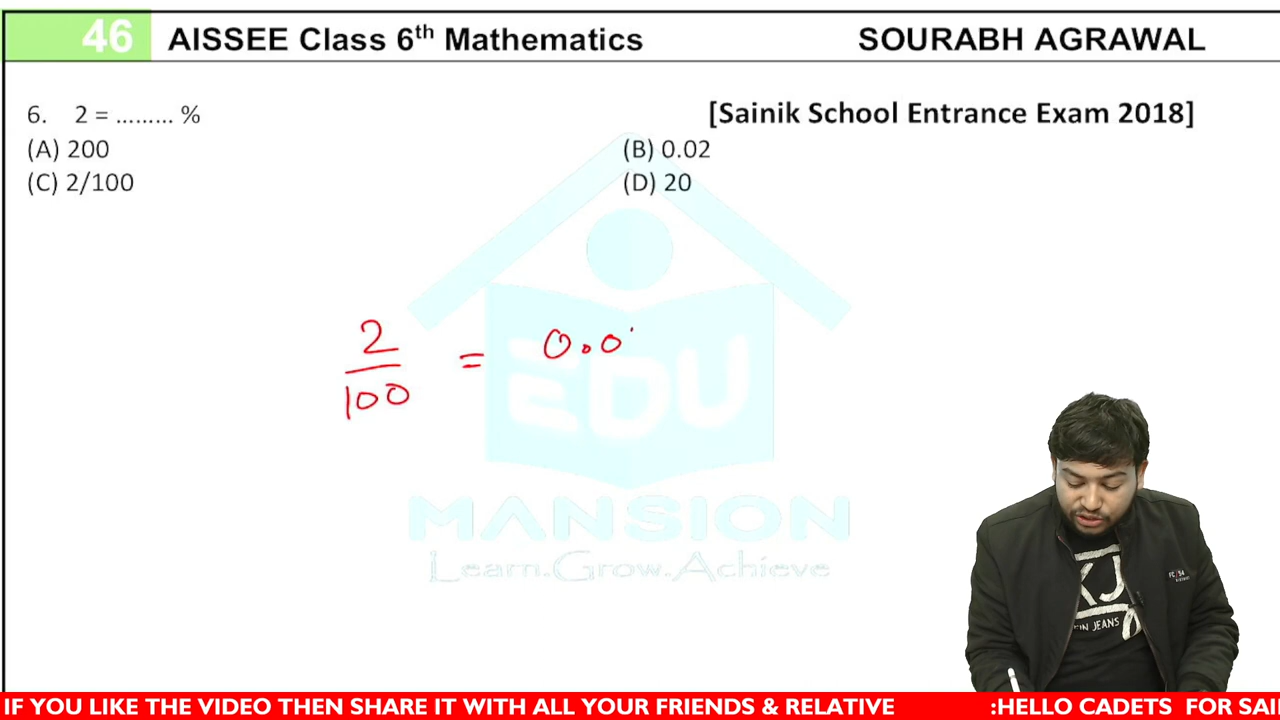 46 AISSEE Class 6th Mathematics SOURABH AGRAWAL
6. 2 = ......... % [Sainik School Entrance Exam 2018]
(A) 200 (B) 0.02
(C) 2/100 (D) 20
2/100 = 0.0
EDU
MANSION
Learn.Grow.Achieve
KJ
JEANS
IF YOU LIKE THE VIDEO THEN SHARE IT WITH ALL YOUR FRIENDS & RELATIVE :HELLO CADETS FOR SAI